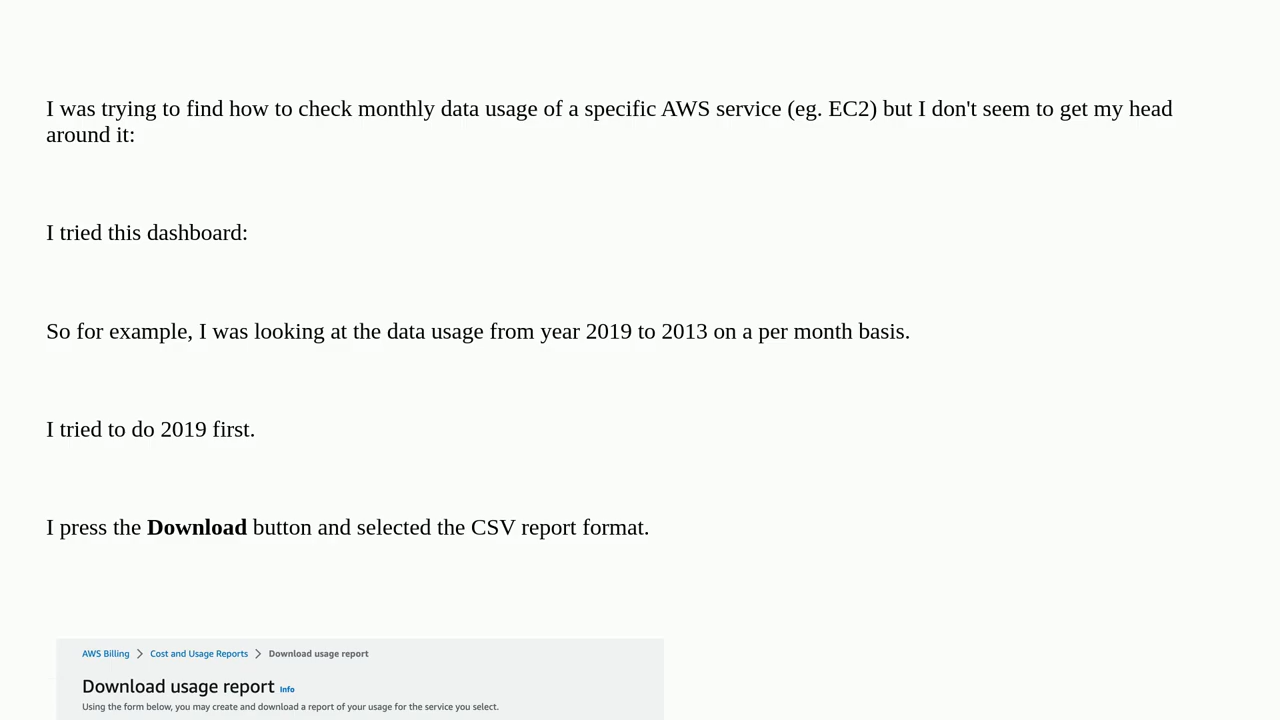 I was trying to find how to check monthly data usage of a specific AWS service (eg. EC2) but I don't seem to get my head
around it:
I tried this dashboard:
So for example, I was looking at the data usage from year 2019 to 2013 on a per month basis.
I tried to do 2019 first.
I press the Download button and selected the CSV report format.
AWS Billing > Cost and Usage Reports > Download usage report
Download usage report Info
Using the form below, you may create and download a report of your usage for the service you select.